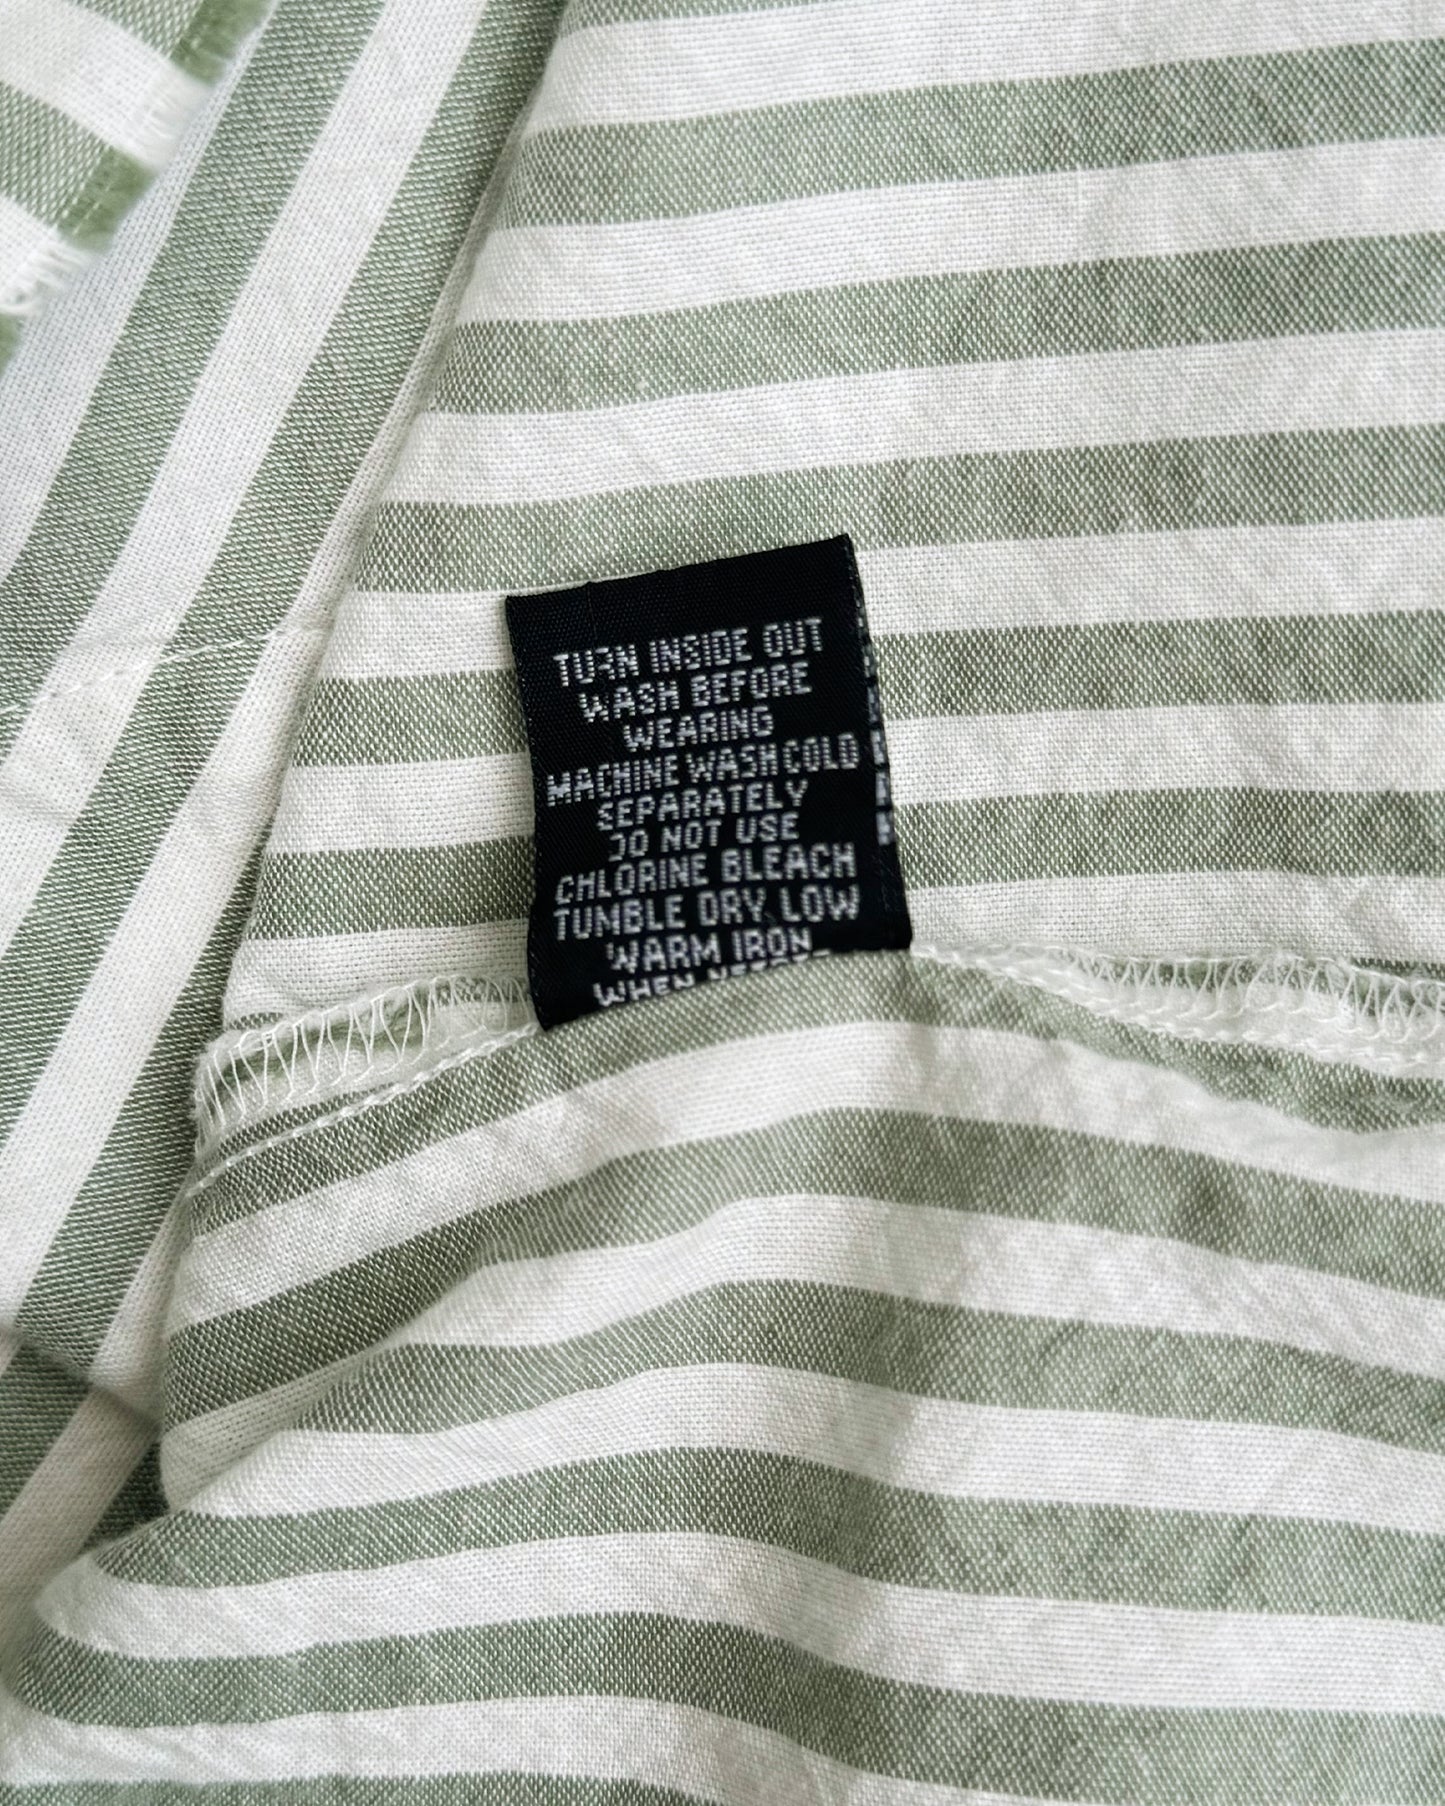 TURN INSIDE OUT
WASH BEFORE
WEARING
MACHINE WASH COLD
SEPARATELY
DO NOT USE
CHLORINE BLEACH
TUMBLE DRY LOW
WARM IRON
WHEN